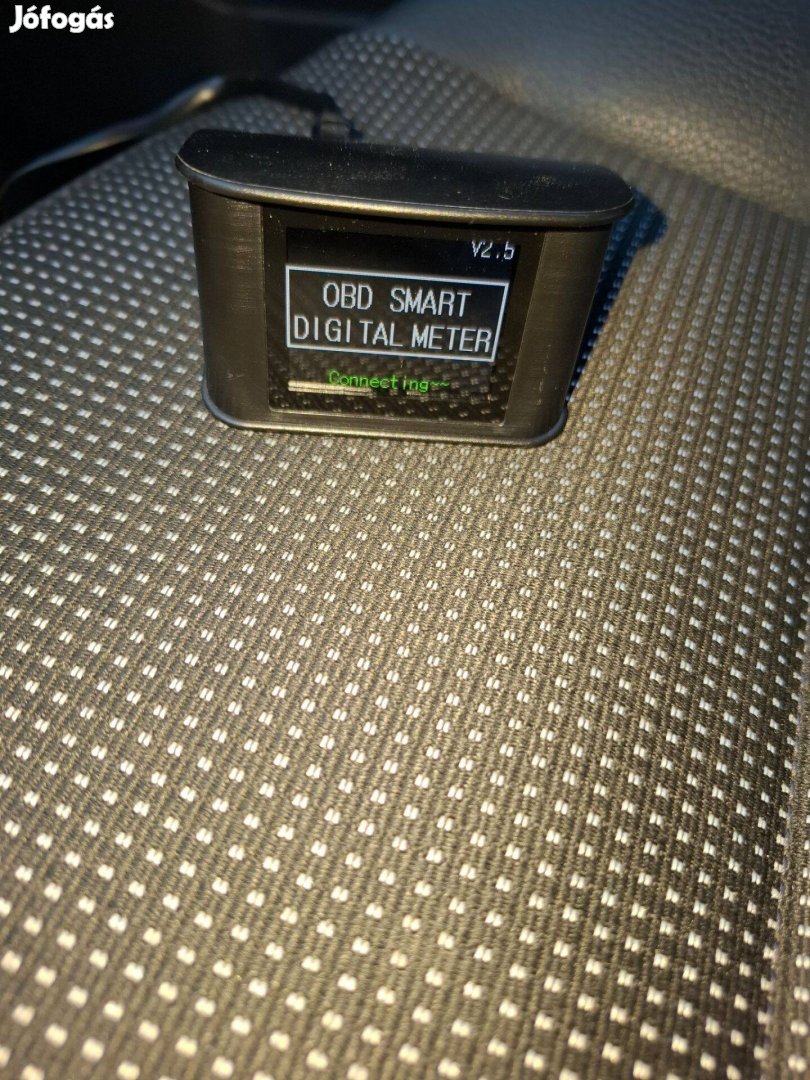 Jófogás
v2.5
OBD SMART
DIGITAL METER
Connecting~~